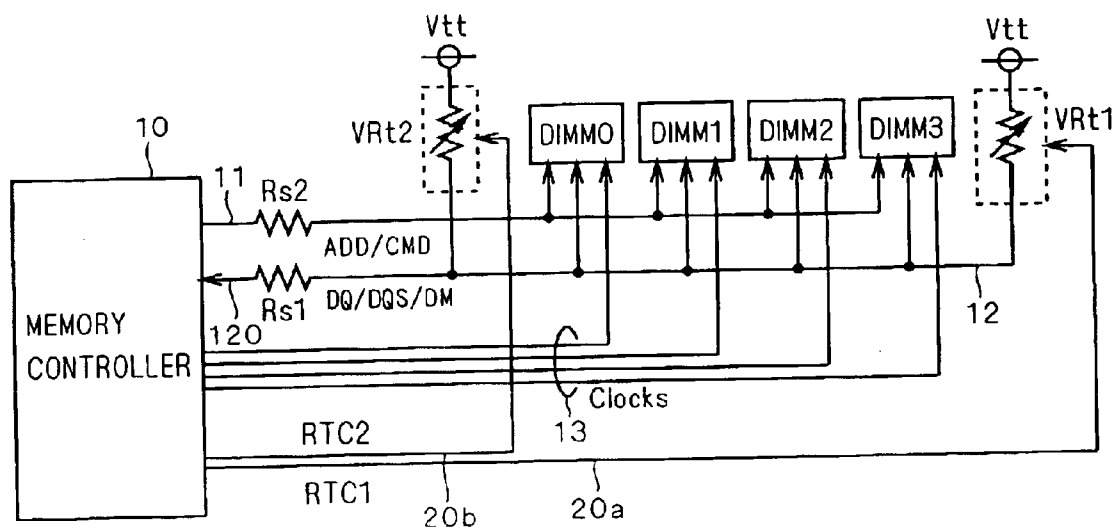 Vtt
Vtt
VRt2
DIMM0
DIMM1
DIMM2
DIMM3
VRt1
10
11
Rs2
ADD/CMD
Rs1
DQ/DQS/DM
120
12
MEMORY
CONTROLLER
Clocks
13
RTC2
RTC1
20b
20a